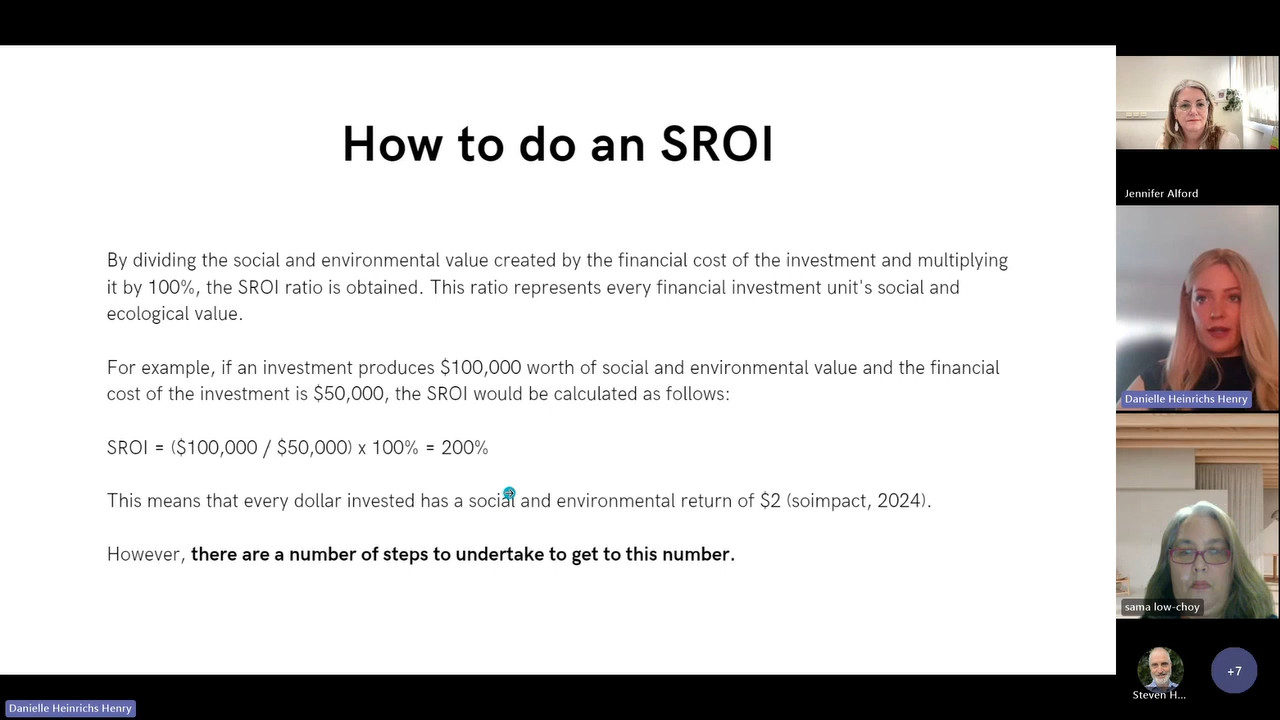 How to do an SROI
By dividing the social and environmental value created by the financial cost of the investment and multiplying
it by 100%, the SROI ratio is obtained. This ratio represents every financial investment unit's social and
ecological value.
For example, if an investment produces $100,000 worth of social and environmental value and the financial
cost of the investment is $50,000, the SROI would be calculated as follows:
SROI = ($100,000 / $50,000) x 100% = 200%
This means that every dollar invested has a social and environmental return of $2 (soimpact, 2024).
However, there are a number of steps to undertake to get to this number.
Jennifer Alford
Danielle Heinrichs Henry
sama low-choy
Steven H...
+7
Danielle Heinrichs Henry